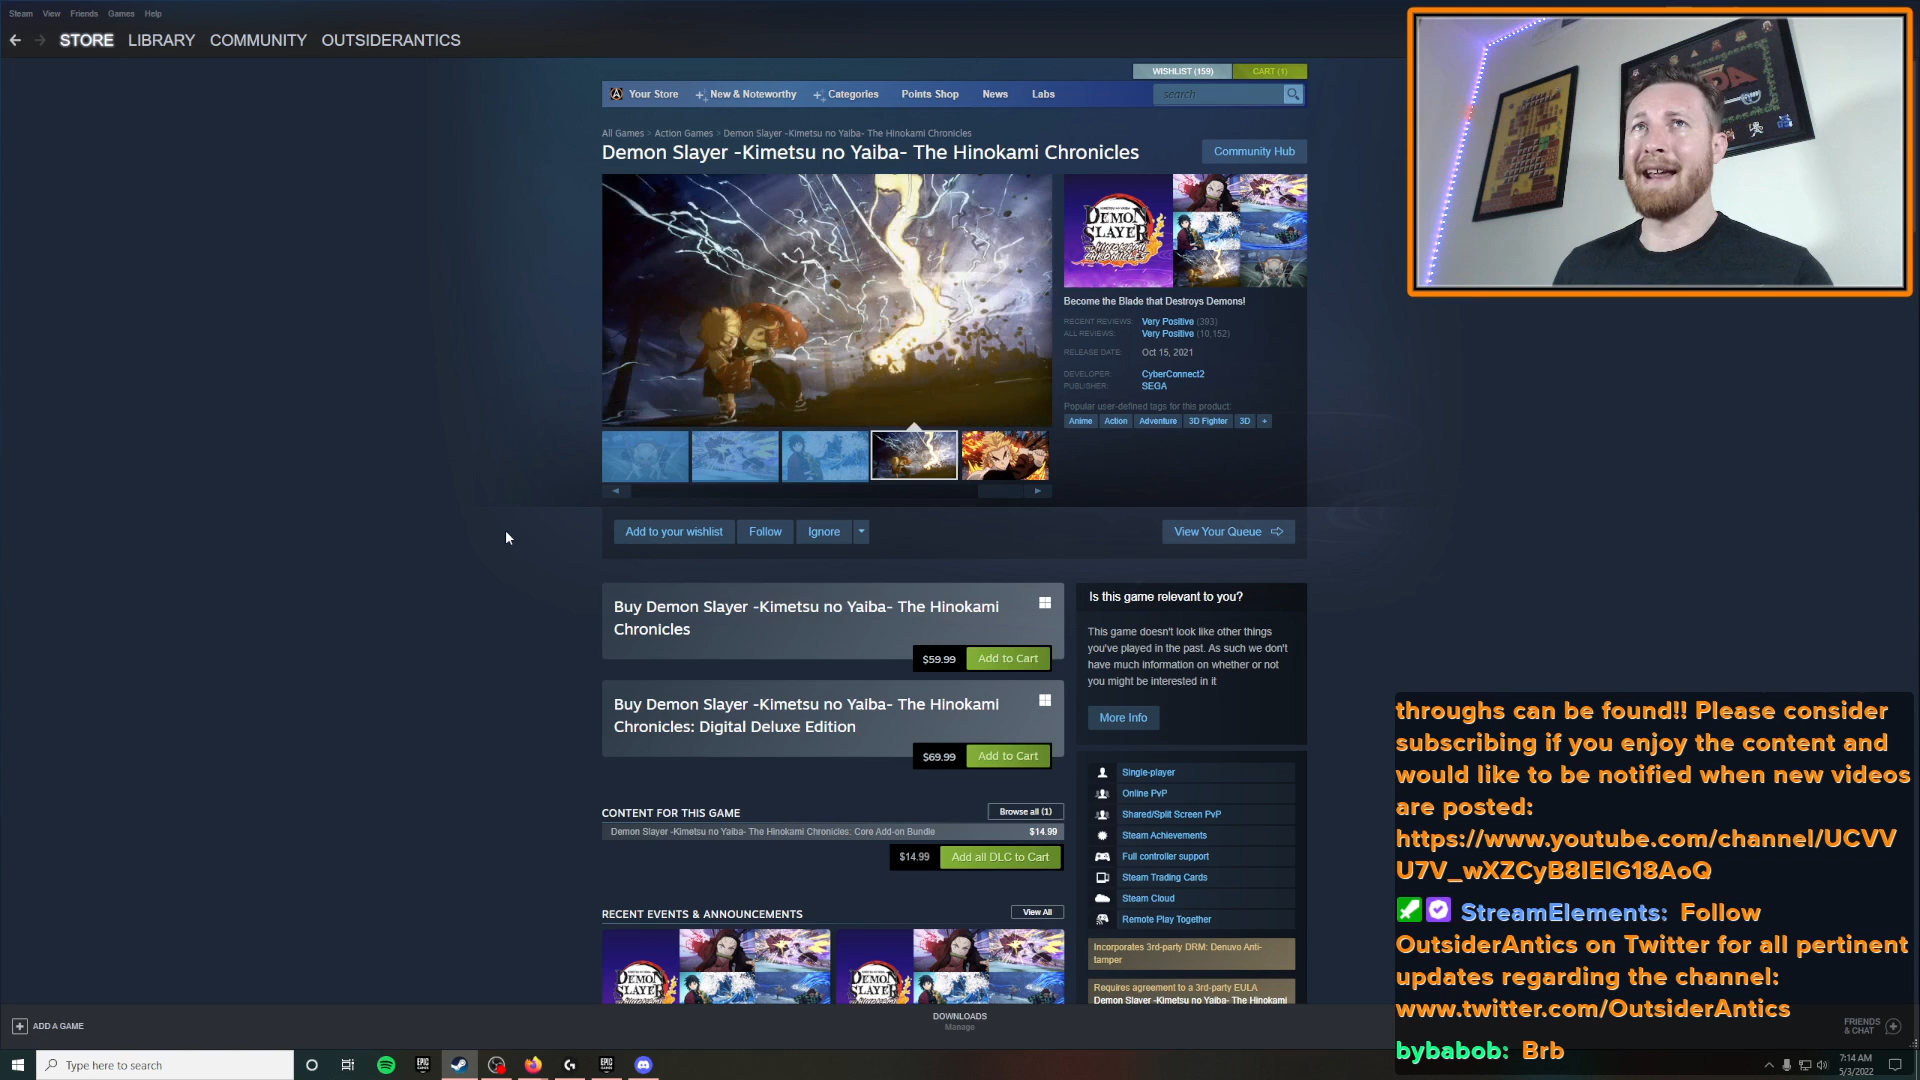 Steam View Friends Games Help
STORE LIBRARY COMMUNITY OUTSIDERANTICS
WISHLIST (159) CART (1)
Your Store New & Noteworthy Categories Points Shop News Labs search
All Games > Action Games > Demon Slayer -Kimetsu no Yaiba- The Hinokami Chronicles
Demon Slayer -Kimetsu no Yaiba- The Hinokami Chronicles
Community Hub
DEMON
SLAYER
Become the Blade that Destroys Demons!
RECENT REVIEWS: Very Positive (393)
ALL REVIEWS: Very Positive (10,152)
RELEASE DATE: Oct 15, 2021
DEVELOPER: CyberConnect2
PUBLISHER: SEGA
Popular user-defined tags for this product:
Anime Action Adventure 3D Fighter 3D +
Add to your wishlist Follow Ignore View Your Queue
Buy Demon Slayer -Kimetsu no Yaiba- The Hinokami
Chronicles
$59.99 Add to Cart
Buy Demon Slayer -Kimetsu no Yaiba- The Hinokami
Chronicles: Digital Deluxe Edition
$69.99 Add to Cart
CONTENT FOR THIS GAME Browse all (1)
Demon Slayer -Kimetsu no Yaiba- The Hinokami Chronicles: Core Add-on Bundle $14.99
$14.99 Add all DLC to Cart
RECENT EVENTS & ANNOUNCEMENTS View All
DEMON
SLAYER
DEMON
SLAYER
Is this game relevant to you?
This game doesn't look like other things
you've played in the past. As such we don't
have much information on whether or not
you might be interested in it
More Info
Single-player
Online PvP
Shared/Split Screen PvP
Steam Achievements
Full controller support
Steam Trading Cards
Steam Cloud
Remote Play Together
Incorporates 3rd-party DRM: Denuvo Anti-
tamper
Requires agreement to a 3rd-party EULA
Demon Slayer -Kimetsu no Yaiba- The Hinokami
throughs can be found!! Please consider
subscribing if you enjoy the content and
would like to be notified when new videos
are posted:
https://www.youtube.com/channel/UCVV
U7V_wXZCyB8IEIG18AoQ
StreamElements: Follow
OutsiderAntics on Twitter for all pertinent
updates regarding the channel:
www.twitter.com/OutsiderAntics
bybabob: Brb
ADD A GAME
DOWNLOADS
Manage
FRIENDS
& CHAT
Type here to search
EPIC
GAMES
EPIC
GAMES
7:14 AM
5/3/2022